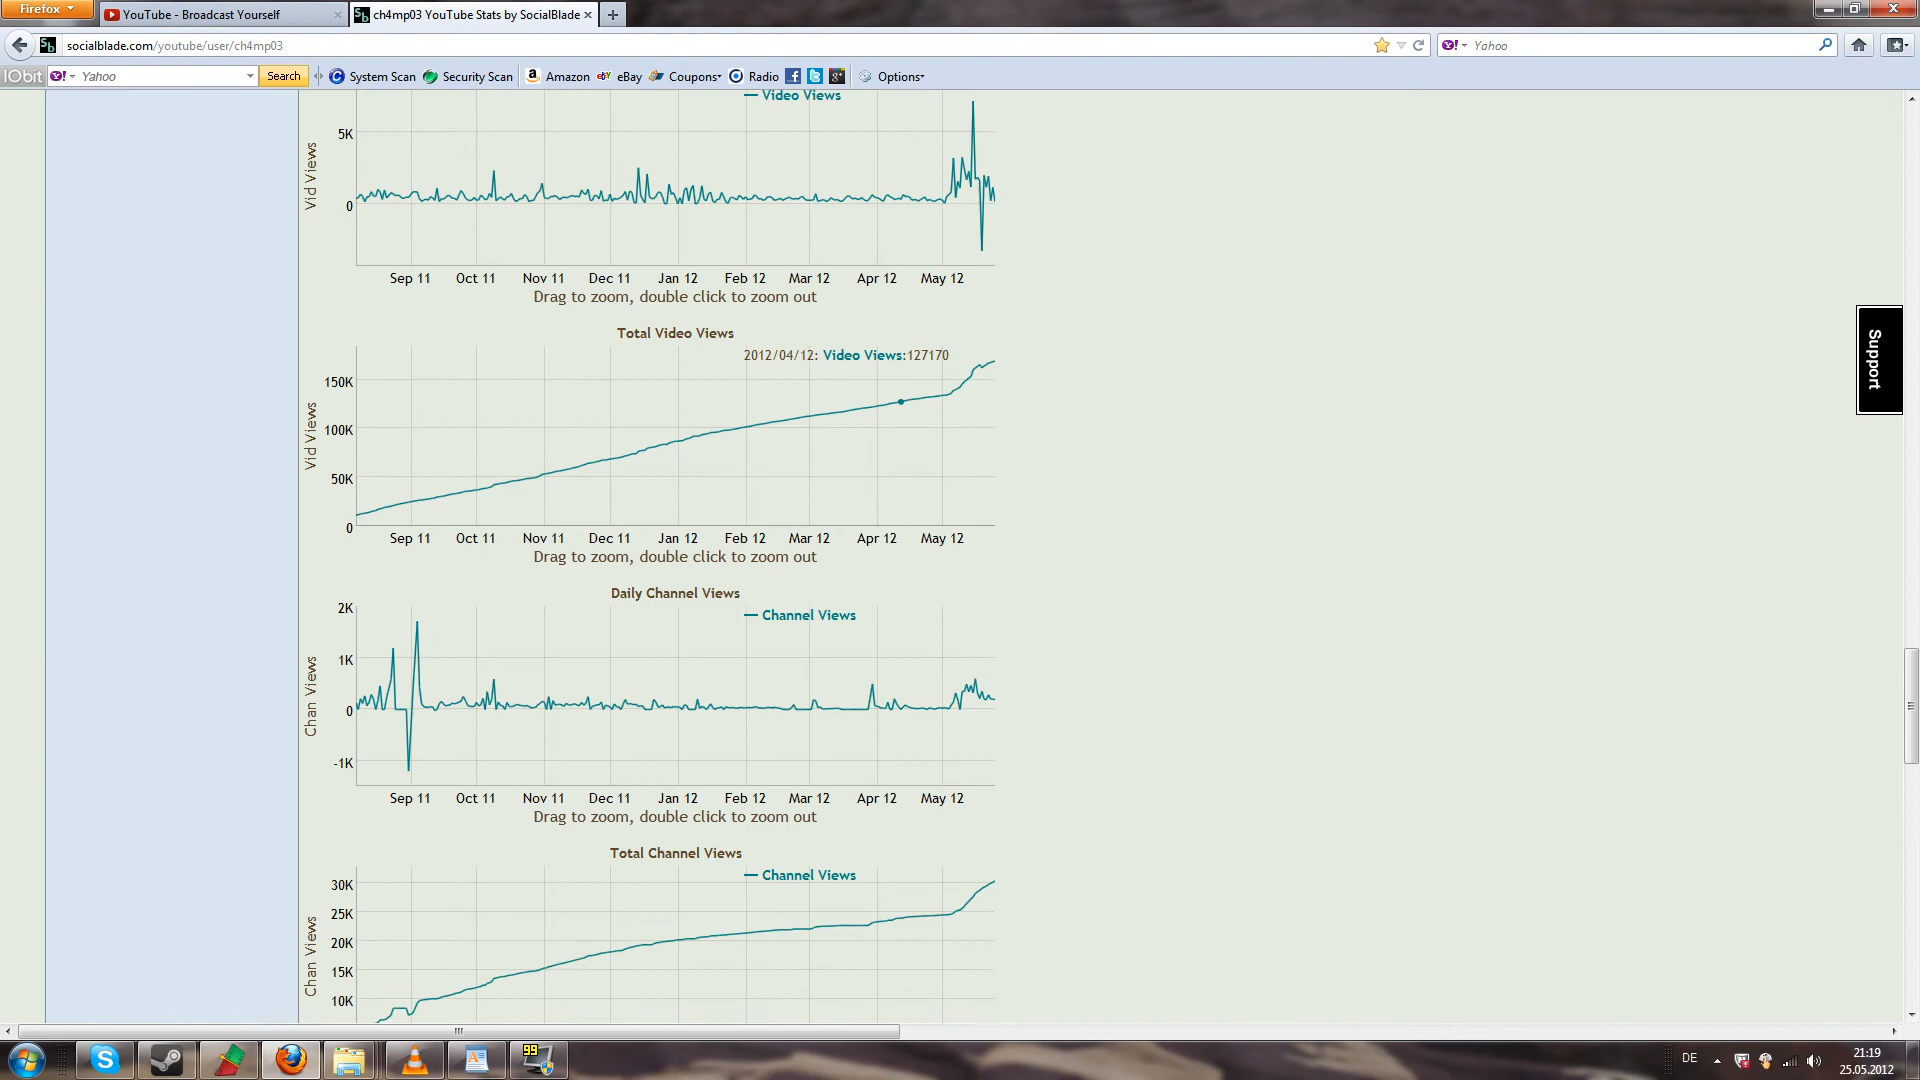 Firefox
YouTube - Broadcast Yourself
ch4mp03 YouTube Stats by SocialBlade
socialblade.com/youtube/user/ch4mp03
Yahoo
IObit Yahoo Search System Scan Security Scan Amazon eBay Coupons Radio Options
Video Views
Vid Views
5K
0
Sep 11 Oct 11 Nov 11 Dec 11 Jan 12 Feb 12 Mar 12 Apr 12 May 12
Drag to zoom, double click to zoom out
Support
Total Video Views
2012/04/12: Video Views:127170
Vid Views
150K
100K
50K
0
Sep 11 Oct 11 Nov 11 Dec 11 Jan 12 Feb 12 Mar 12 Apr 12 May 12
Drag to zoom, double click to zoom out
Daily Channel Views
Channel Views
Chan Views
2K
1K
0
-1K
Sep 11 Oct 11 Nov 11 Dec 11 Jan 12 Feb 12 Mar 12 Apr 12 May 12
Drag to zoom, double click to zoom out
Total Channel Views
Channel Views
Chan Views
30K
25K
20K
15K
10K
99
DE
21:19
25.05.2012